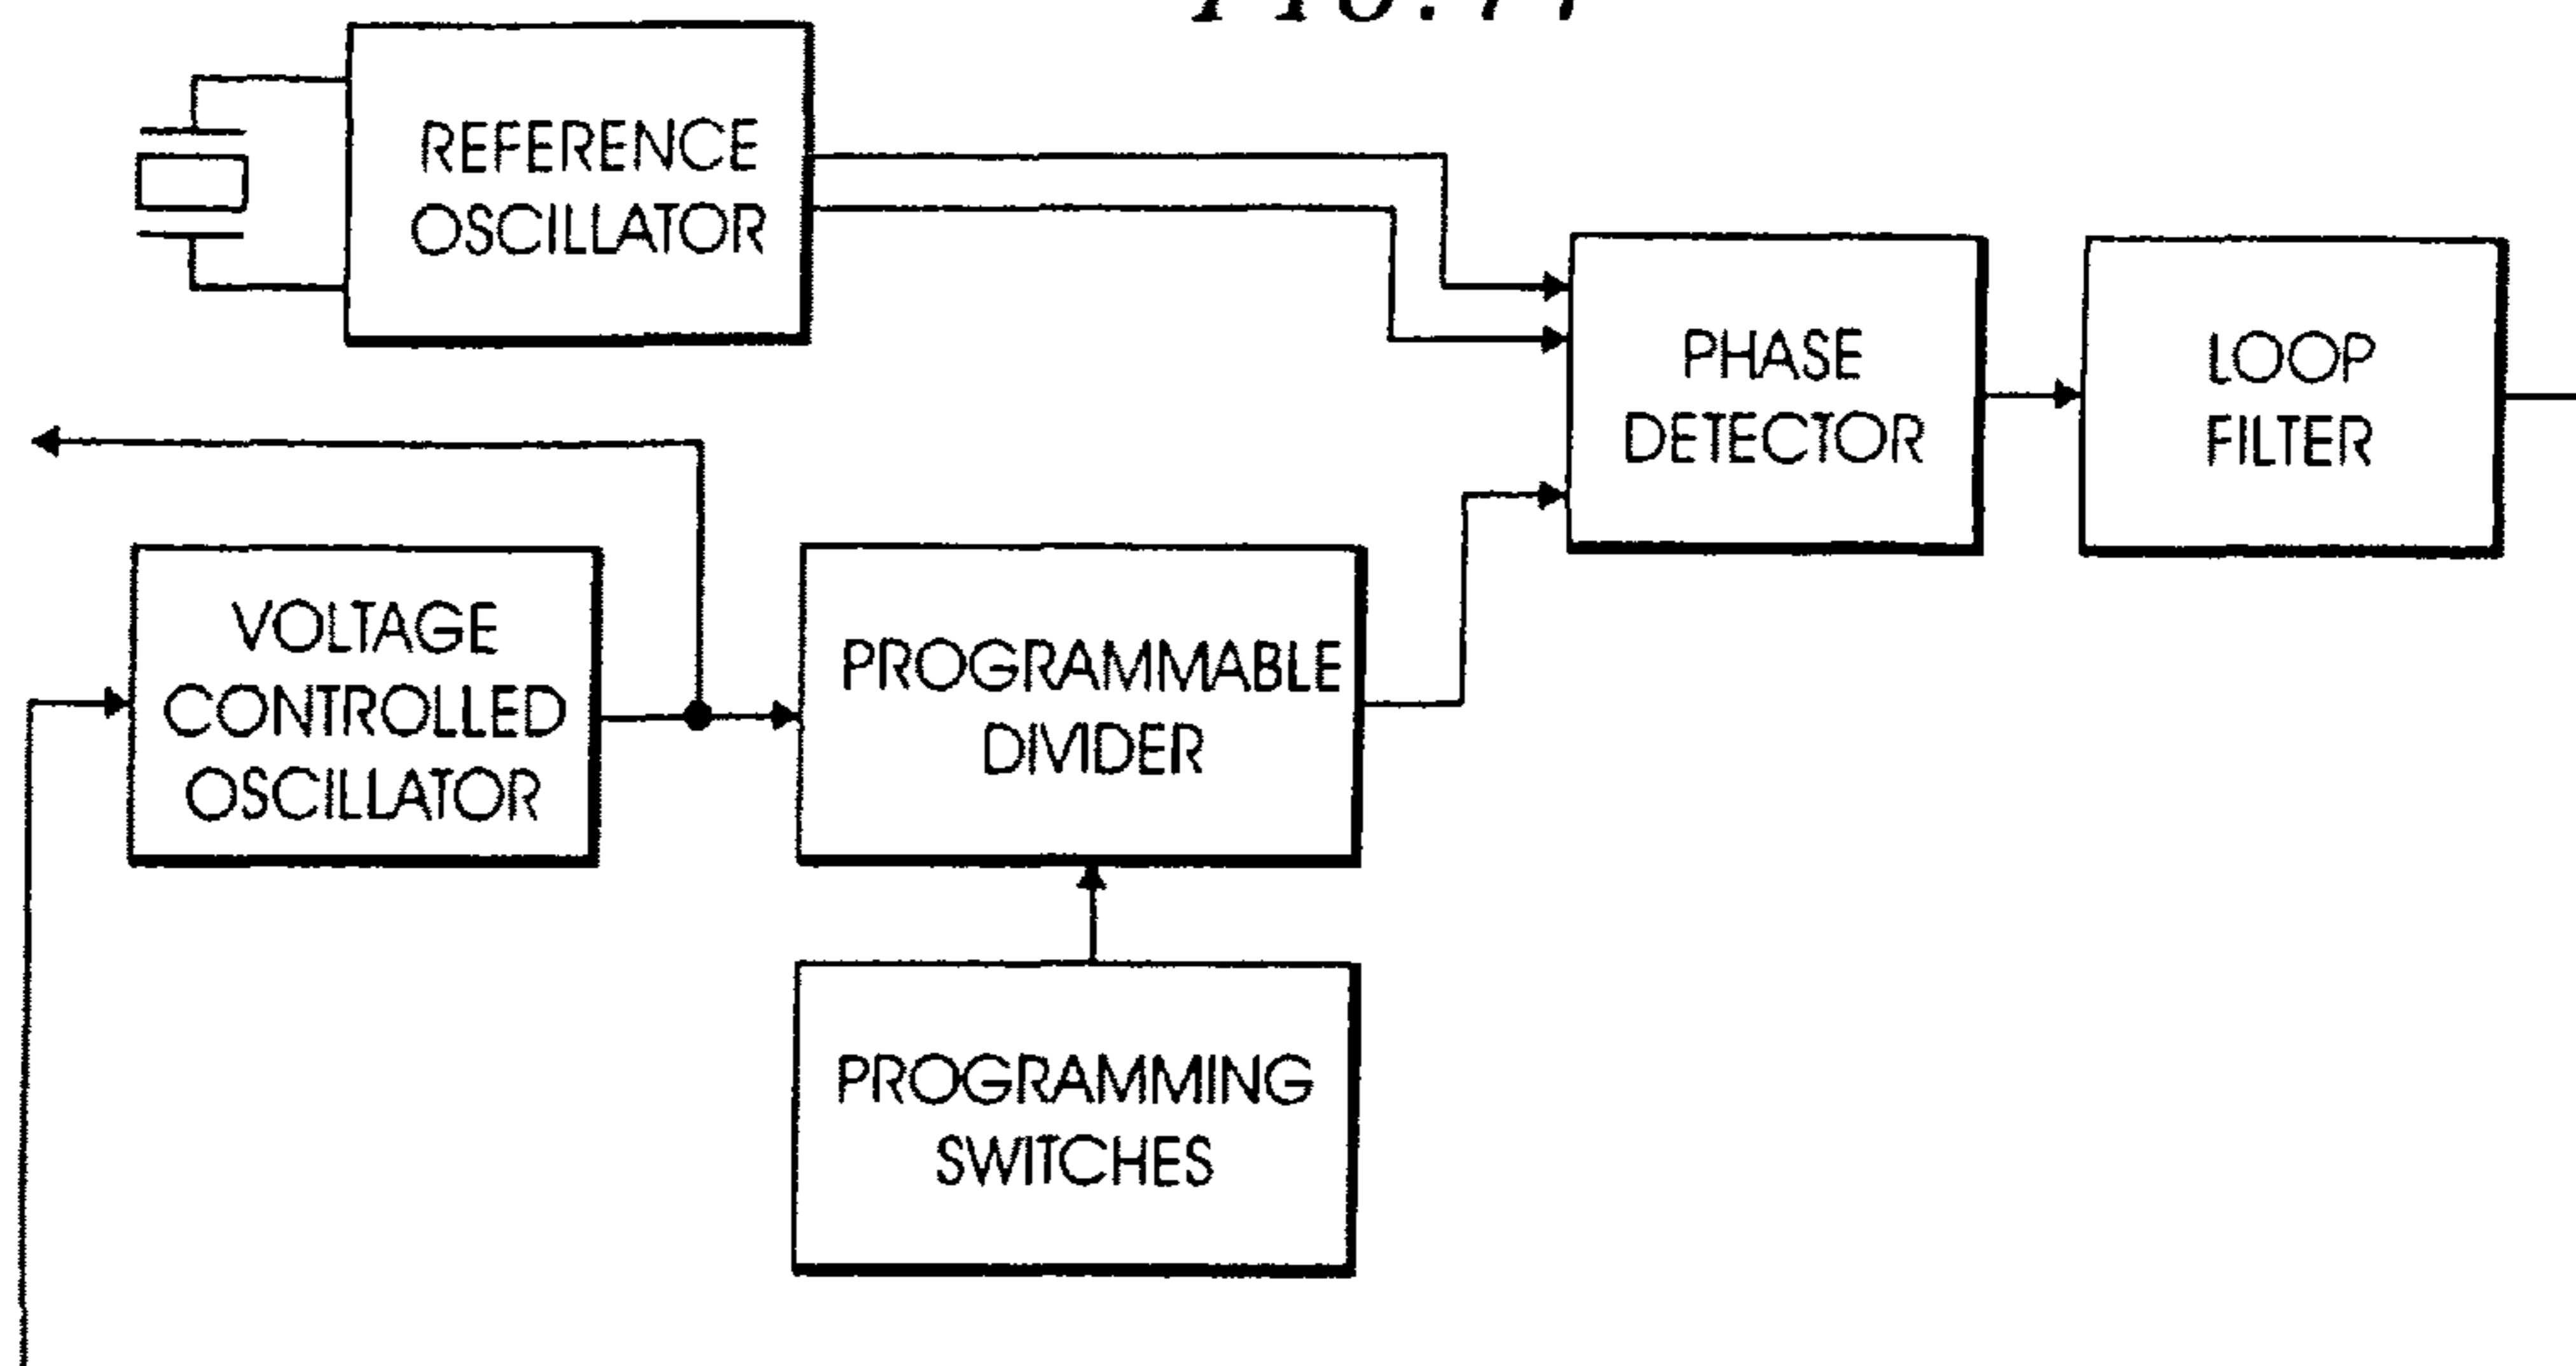 REFERENCE
OSCILLATOR
PHASE
DETECTOR
LOOP
FILTER
VOLTAGE
CONTROLLED
OSCILLATOR
PROGRAMMABLE
DIVIDER
PROGRAMMING
SWITCHES